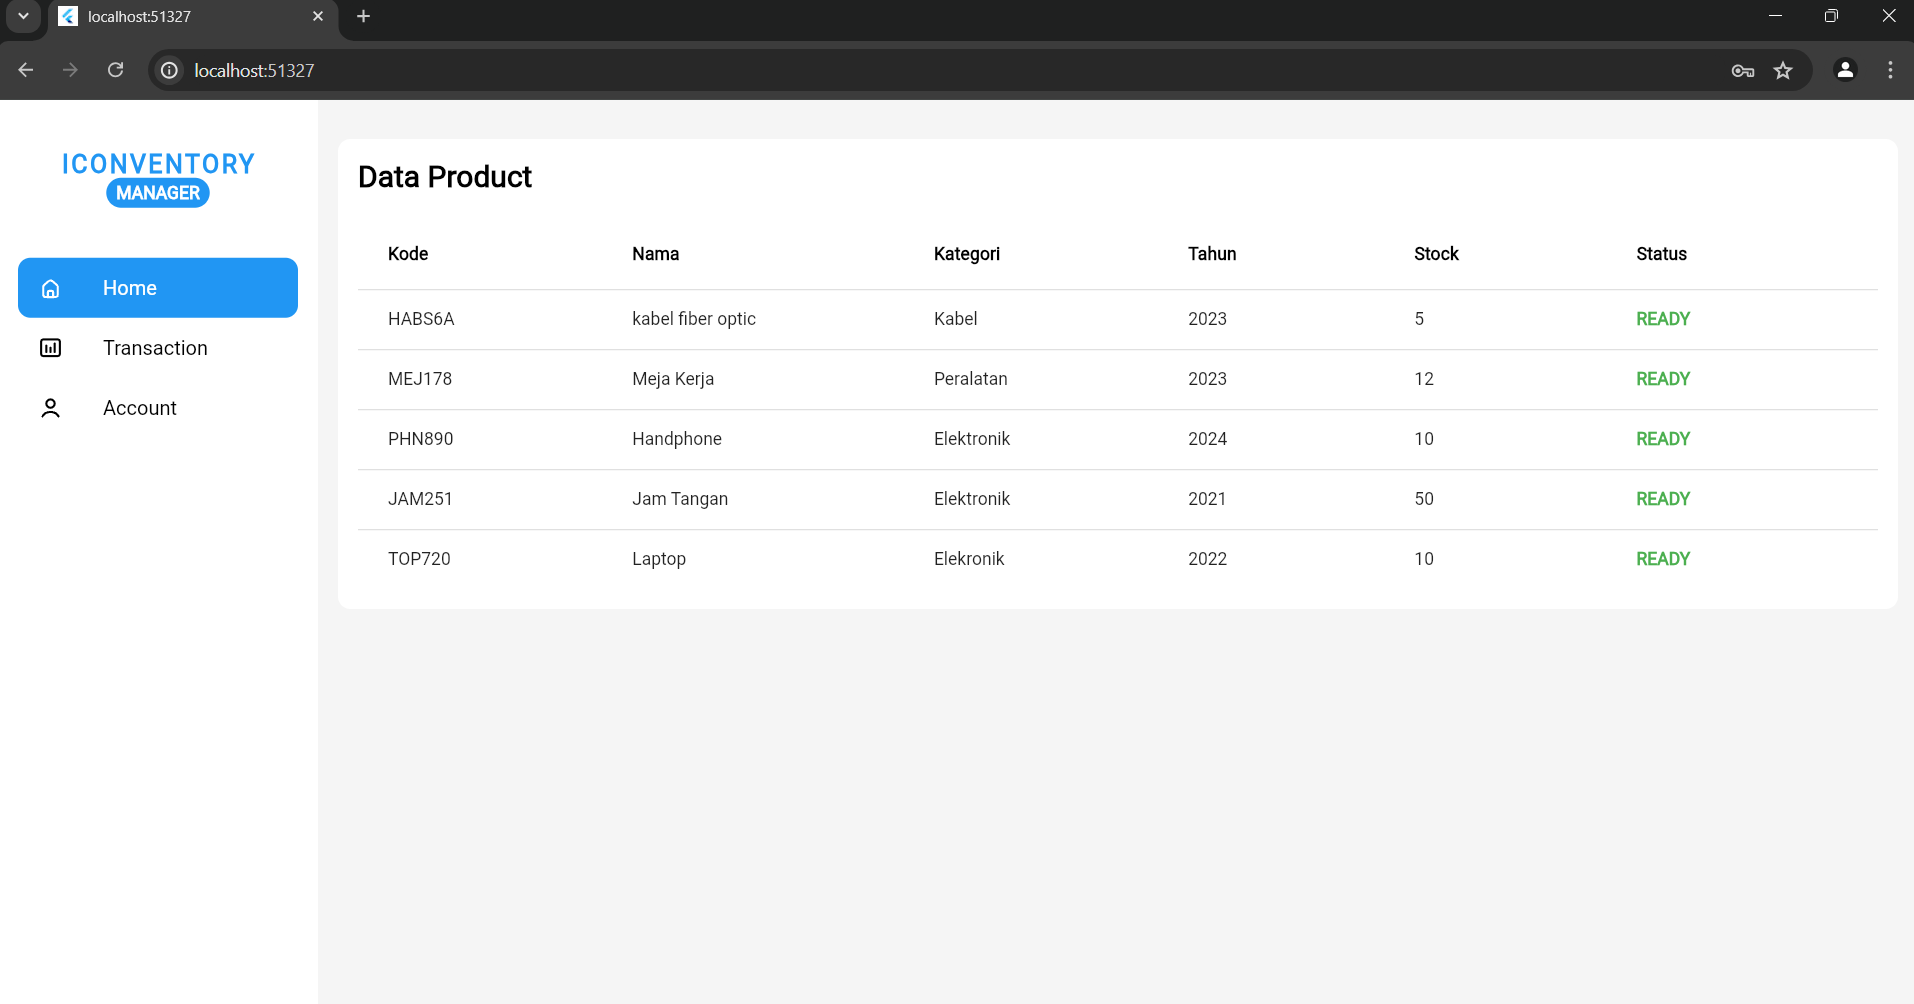 localhost:51327
localhost:51327
ICONVENTORY
MANAGER
Home
Transaction
Account
Data Product
Kode Nama Kategori Tahun Stock Status
HABS6A kabel fiber optic Kabel 2023 5 READY
MEJ178 Meja Kerja Peralatan 2023 12 READY
PHN890 Handphone Elektronik 2024 10 READY
JAM251 Jam Tangan Elektronik 2021 50 READY
TOP720 Laptop Elekronik 2022 10 READY